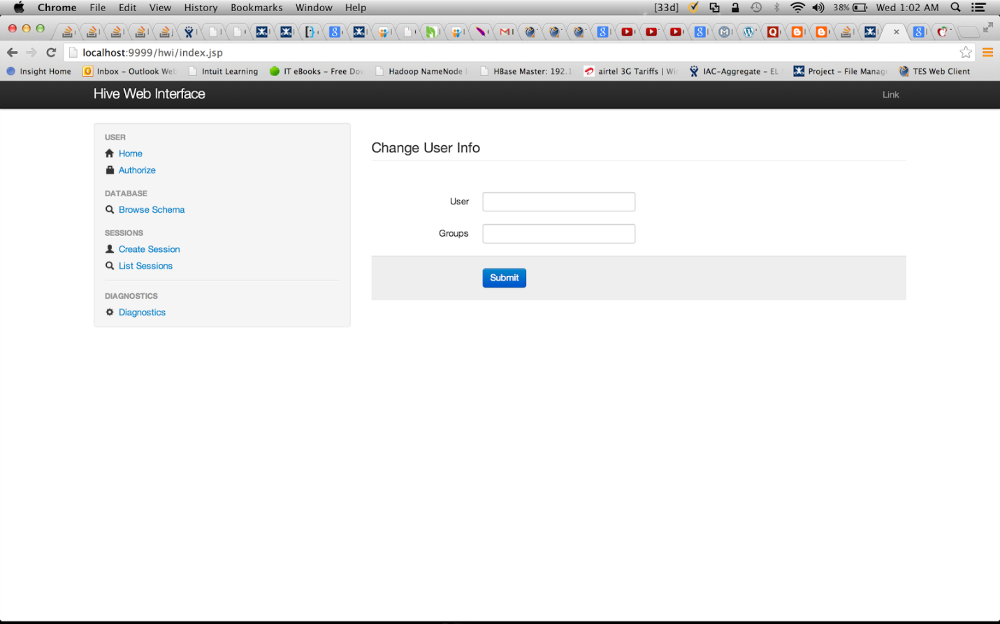 Chrome File Edit View History Bookmarks Window Help [33d] 38% Wed 1:02 AM
localhost:9999/hwi/index.jsp
Insight Home Inbox – Outlook Web Intuit Learning IT eBooks – Free Dov Hadoop NameNode HBase Master: 192.1 airtel 3G Tariffs | Wi IAC-Aggregate – EL Project – File Manag TES Web Client
Hive Web Interface Link
USER
Home
Authorize
DATABASE
Browse Schema
SESSIONS
Create Session
List Sessions
DIAGNOSTICS
Diagnostics
Change User Info
User
Groups
Submit